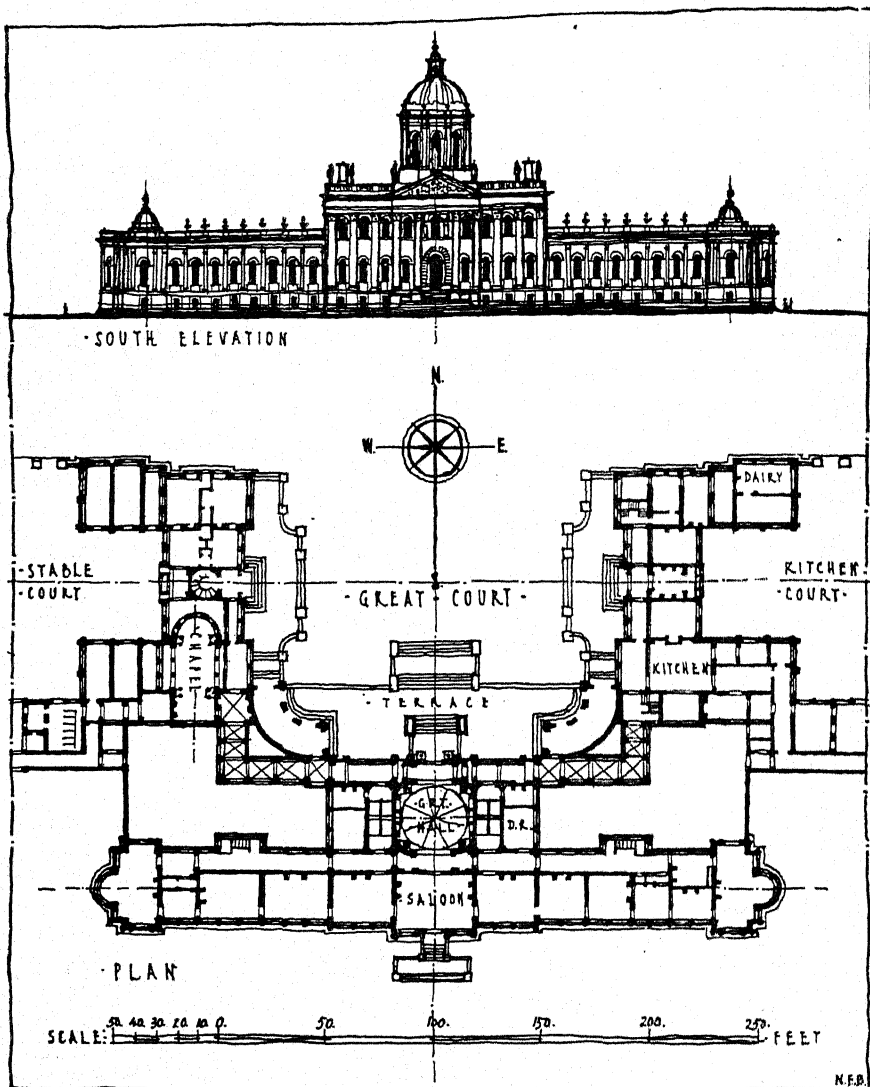 ·SOUTH ELEVATION
N.
W. E.
DAIRY
·STABLE
·COURT·
·GREAT·COURT·
KITCHEN·
COURT·
·CHAPEL
KITCHEN
·TERRACE·
·GRT.
HALL
D.R.
·SALOON·
·PLAN
50. 40. 30. 20. 10. 0. 50. 100. 150. 200. 250.
SCALE: ·FEET
N.F.B.